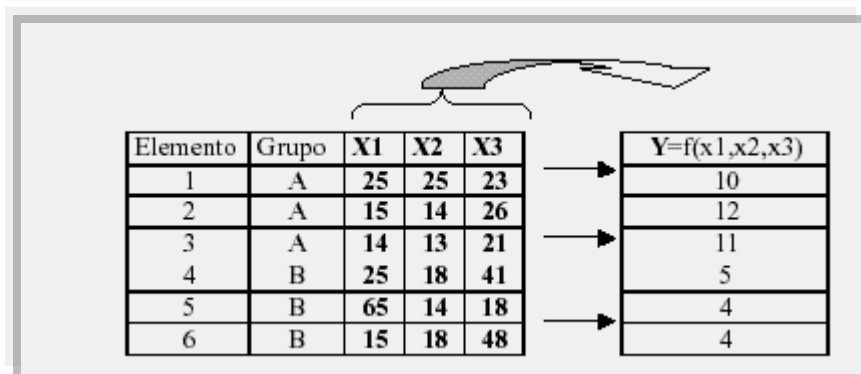 Elemento Grupo X1 X2 X3 Y=f(x1,x2,x3)
1 A 25 25 23 10
2 A 15 14 26 12
3 A 14 13 21 11
4 B 25 18 41 5
5 B 65 14 18 4
6 B 15 18 48 4